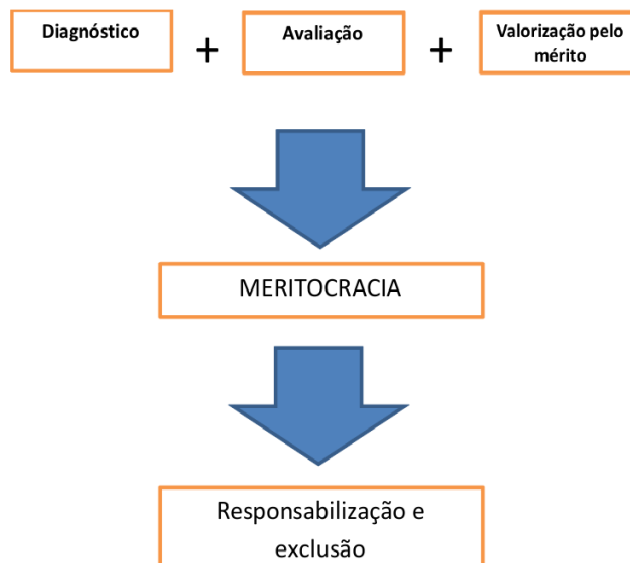 Diagnóstico + Avaliação + Valorização pelo
mérito
MERITOCRACIA
Responsabilização e
exclusão